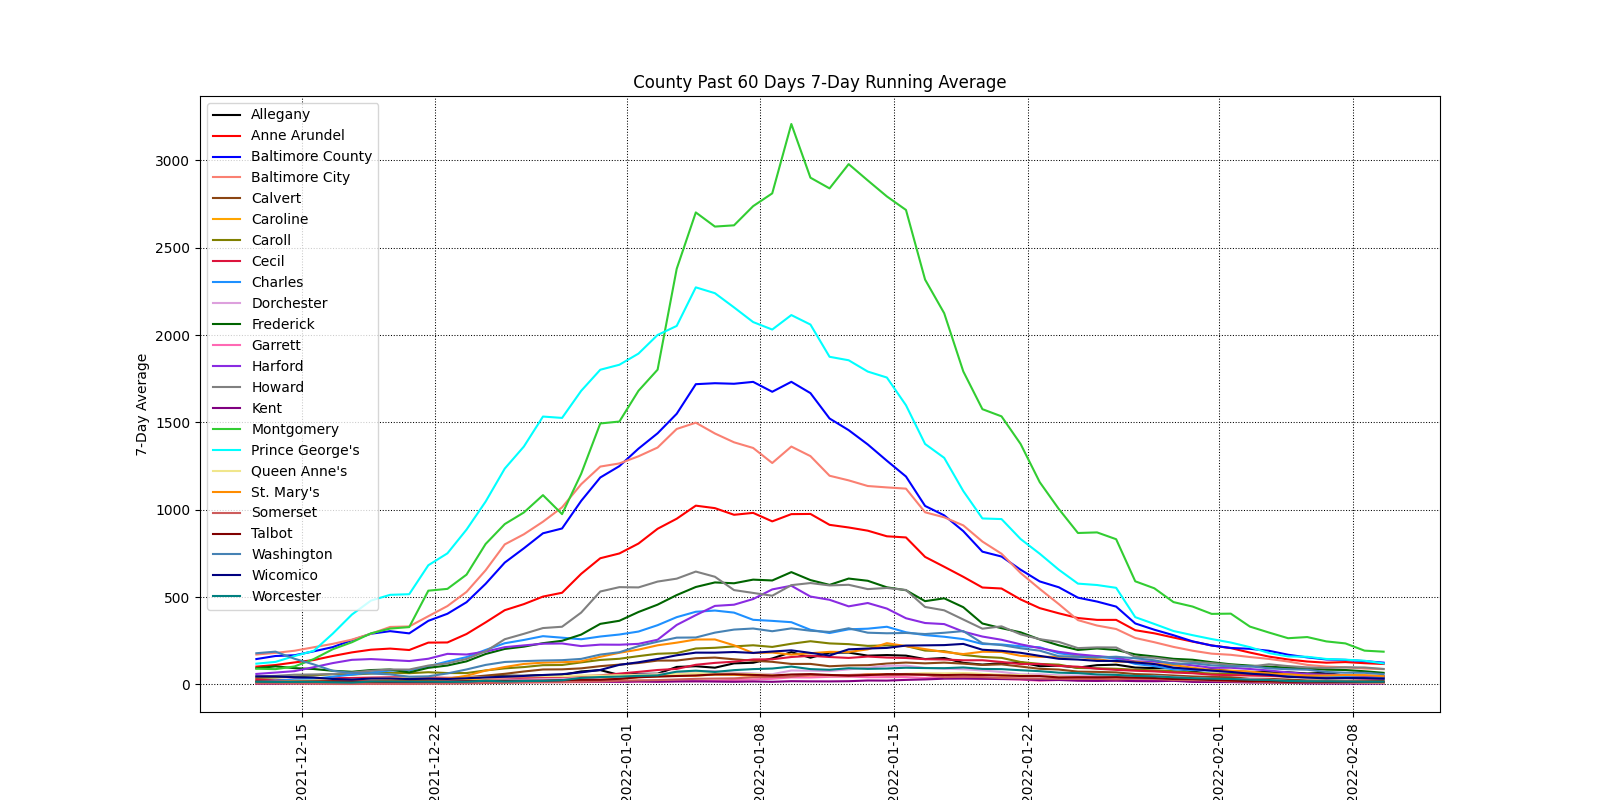 County Past 60 Days 7-Day Running Average
7-Day Average
3000
2500
2000
1500
1000
500
0
Allegany
Anne Arundel
Baltimore County
Baltimore City
Calvert
Caroline
Caroll
Cecil
Charles
Dorchester
Frederick
Garrett
Harford
Howard
Kent
Montgomery
Prince George's
Queen Anne's
St. Mary's
Somerset
Talbot
Washington
Wicomico
Worcester
2021-12-15
2021-12-22
2022-01-01
2022-01-08
2022-01-15
2022-01-22
2022-02-01
2022-02-08